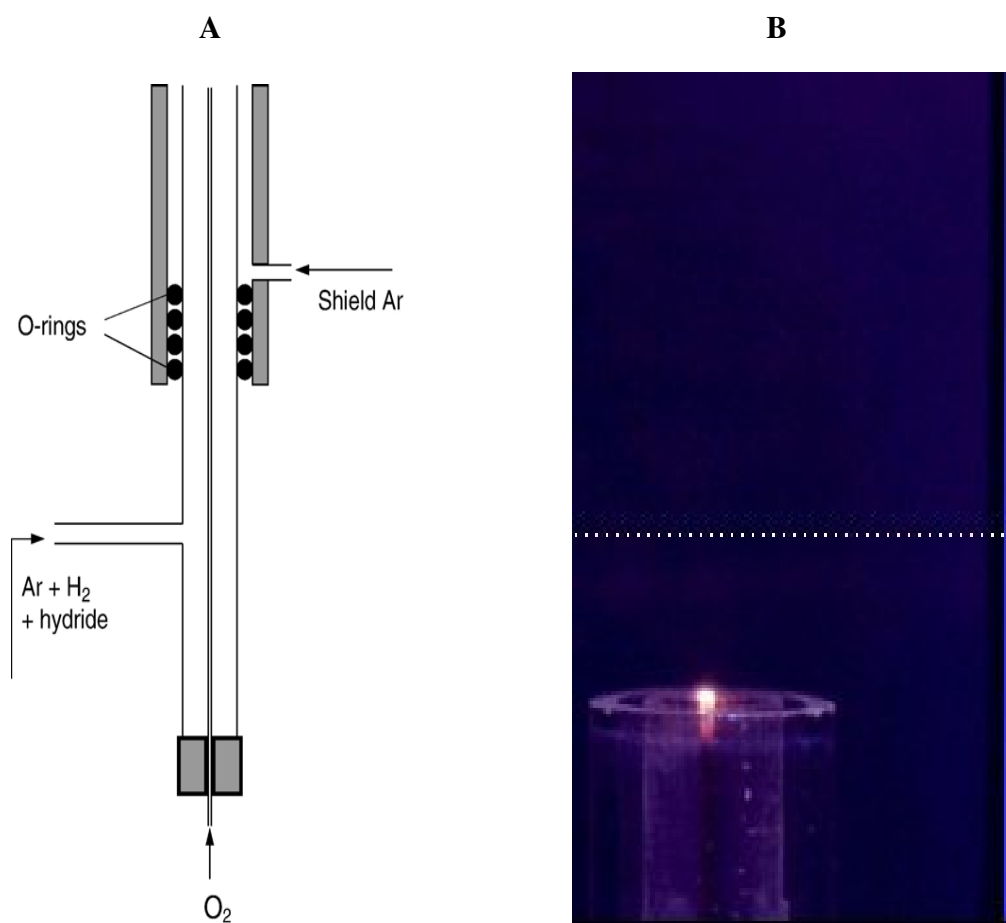 A
B
O-rings
Shield Ar
Ar + H₂
+ hydride
O₂